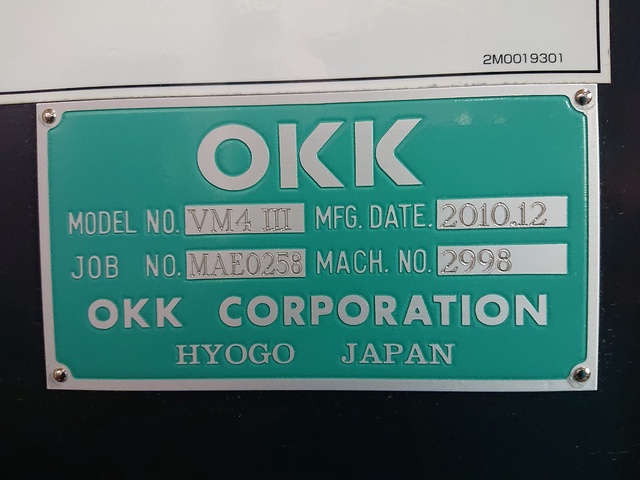 2M0019301
OKK
MODEL NO. VM4 III MFG. DATE. 2010.12
JOB NO. MAE0258 MACH. NO. 2998
OKK CORPORATION
HYOGO JAPAN